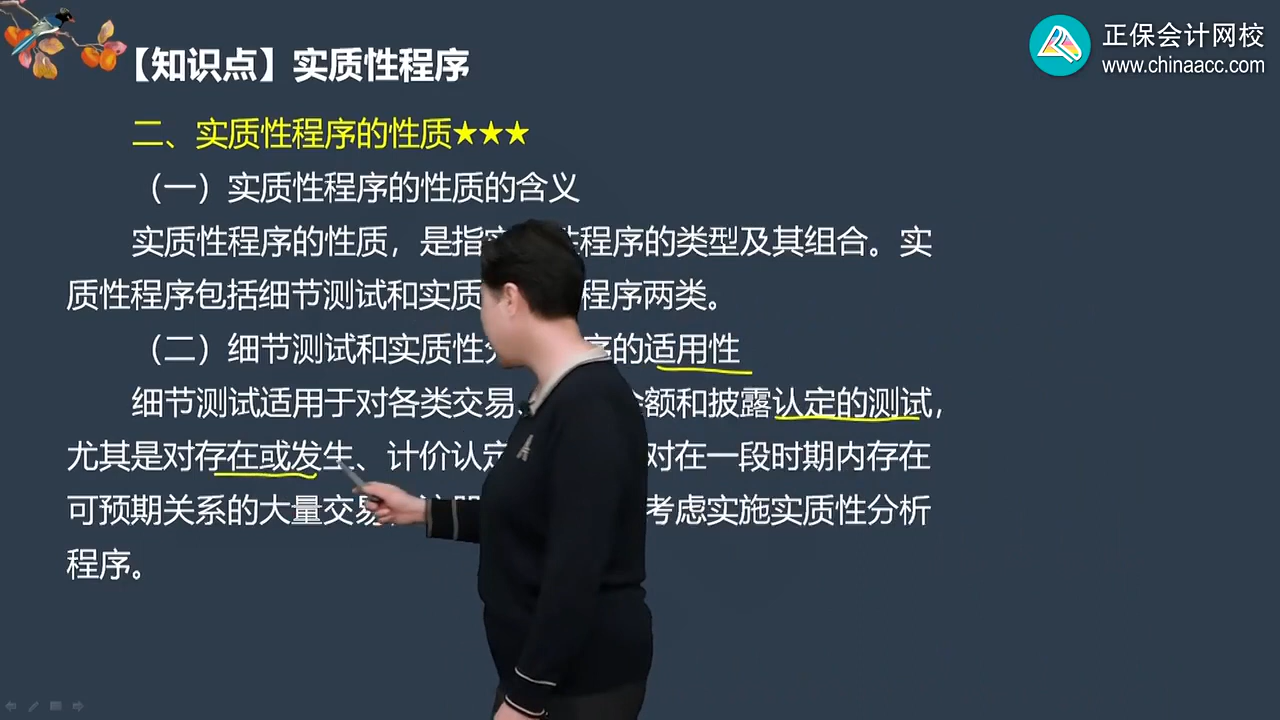 正保会计网校
www.chinaacc.com
【知识点】实质性程序
二、实质性程序的性质★★★
（一）实质性程序的性质的含义
实质性程序的性质，是指 性程序的类型及其组合。实
质性程序包括细节测试和实质 程序两类。
（二）细节测试和实质性 序的适用性
细节测试适用于对各类交易、 额和披露认定的测试，
尤其是对存在或发生、计价认定 对在一段时期内存在
可预期关系的大量交易， 考虑实施实质性分析
程序。